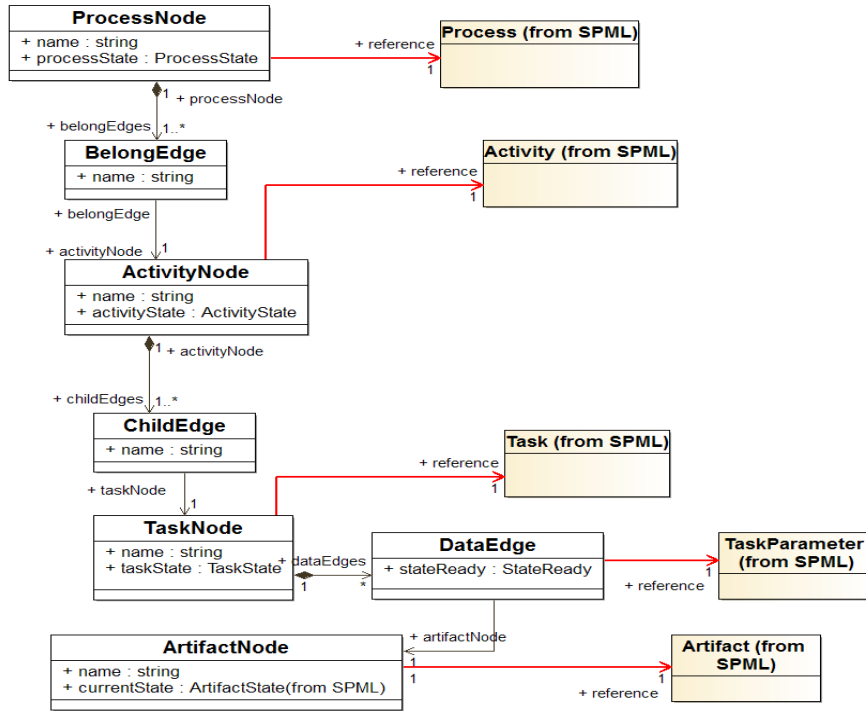 ProcessNode
+ name : string
+ processState : ProcessState
+ reference
1
Process (from SPML)
1
+ processNode
+ belongEdges
1..*
BelongEdge
+ name : string
+ reference
1
Activity (from SPML)
+ belongEdge
1
+ activityNode
ActivityNode
+ name : string
+ activityState : ActivityState
1
+ activityNode
+ childEdges
1..*
ChildEdge
+ name : string
+ reference
1
Task (from SPML)
+ taskNode
1
TaskNode
+ name : string
+ taskState : TaskState
+ dataEdges
1
*
DataEdge
+ stateReady : StateReady
1
+ reference
TaskParameter
(from SPML)
+ artifactNode
1
ArtifactNode
+ name : string
+ currentState : ArtifactState(from SPML)
1
1
+ reference
Artifact (from
SPML)